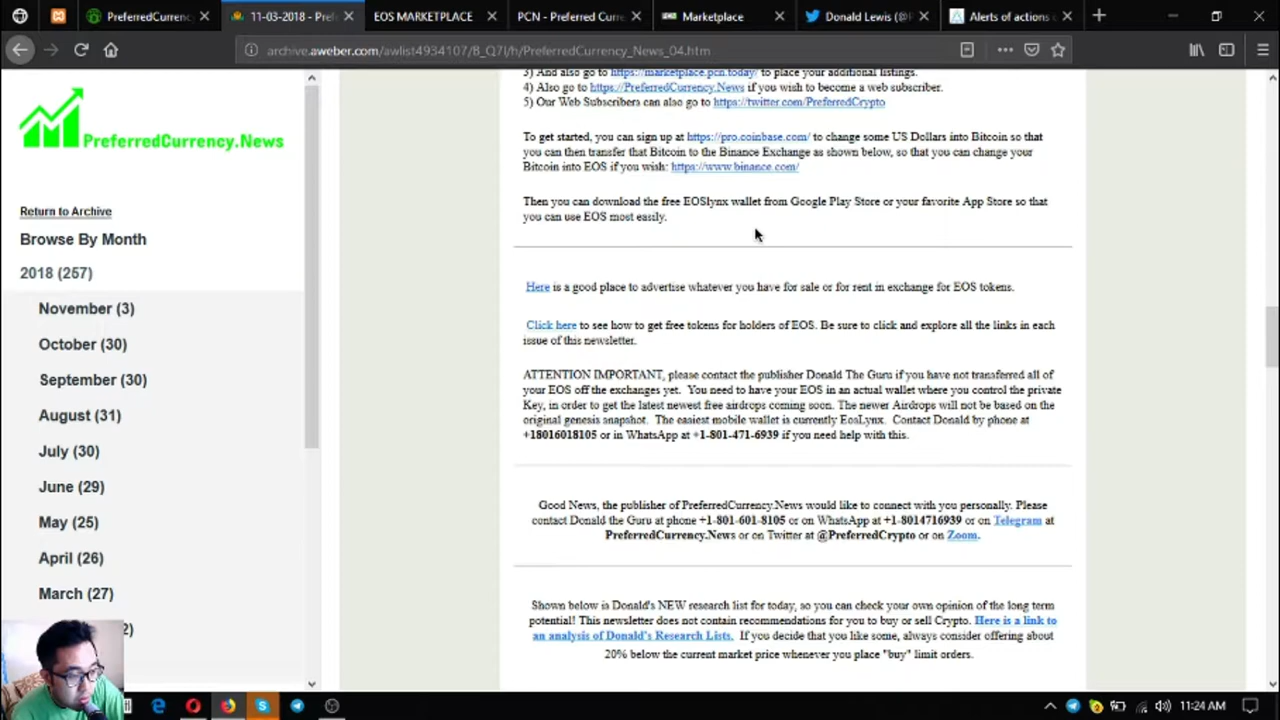 PreferredCurrenc
11-03-2018 - Pref
EOS MARKETPLACE
PCN - Preferred Curre
Marketplace
Donald Lewis (@P
Alerts of actions
archive.aweber.com/awlist4934107/B_Q7l/h/PreferredCurrency_News_04.htm
PreferredCurrency.News
Return to Archive
Browse By Month
2018 (257)
November (3)
October (30)
September (30)
August (31)
July (30)
June (29)
May (25)
April (26)
March (27)
2)
3) And also go to https://marketplace.pcn.today/ to place your additional listings.
4) Also go to https://PreferredCurrency.News if you wish to become a web subscriber.
5) Our Web Subscribers can also go to https://twitter.com/PreferredCrypto
To get started, you can sign up at https://pro.coinbase.com/ to change some US Dollars into Bitcoin so that
you can then transfer that Bitcoin to the Binance Exchange as shown below, so that you can change your
Bitcoin into EOS if you wish: https://www.binance.com/
Then you can download the free EOSlynx wallet from Google Play Store or your favorite App Store so that
you can use EOS most easily.
Here is a good place to advertise whatever you have for sale or for rent in exchange for EOS tokens.
Click here to see how to get free tokens for holders of EOS. Be sure to click and explore all the links in each
issue of this newsletter.
ATTENTION IMPORTANT, please contact the publisher Donald The Guru if you have not transferred all of
your EOS off the exchanges yet. You need to have your EOS in an actual wallet where you control the private
Key, in order to get the latest newest free airdrops coming soon. The newer Airdrops will not be based on the
original genesis snapshot. The easiest mobile wallet is currently EosLynx. Contact Donald by phone at
+18016018105 or in WhatsApp at +1-801-471-6939 if you need help with this.
Good News, the publisher of PreferredCurrency.News would like to connect with you personally. Please
contact Donald the Guru at phone +1-801-601-8105 or on WhatsApp at +1-8014716939 or on Telegram at
PreferredCurrency.News or on Twitter at @PreferredCrypto or on Zoom.
Shown below is Donald's NEW research list for today, so you can check your own opinion of the long term
potential! This newsletter does not contain recommendations for you to buy or sell Crypto. Here is a link to
an analysis of Donald's Research Lists. If you decide that you like some, always consider offering about
20% below the current market price whenever you place "buy" limit orders.
11:24 AM